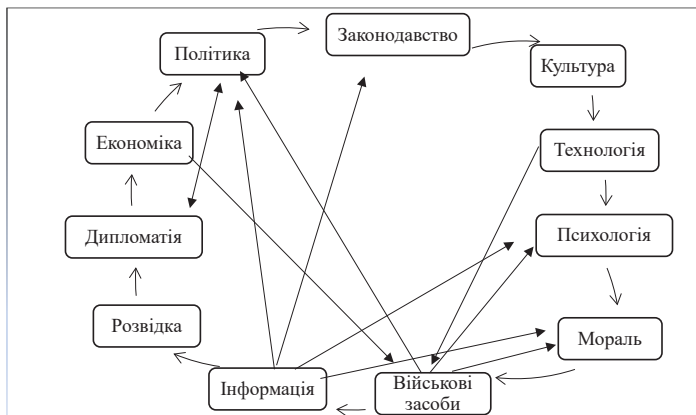 Законодавство
Політика
Культура
Економіка
Технологія
Дипломатія
Психологія
Розвідка
Мораль
Інформація
Військові
засоби